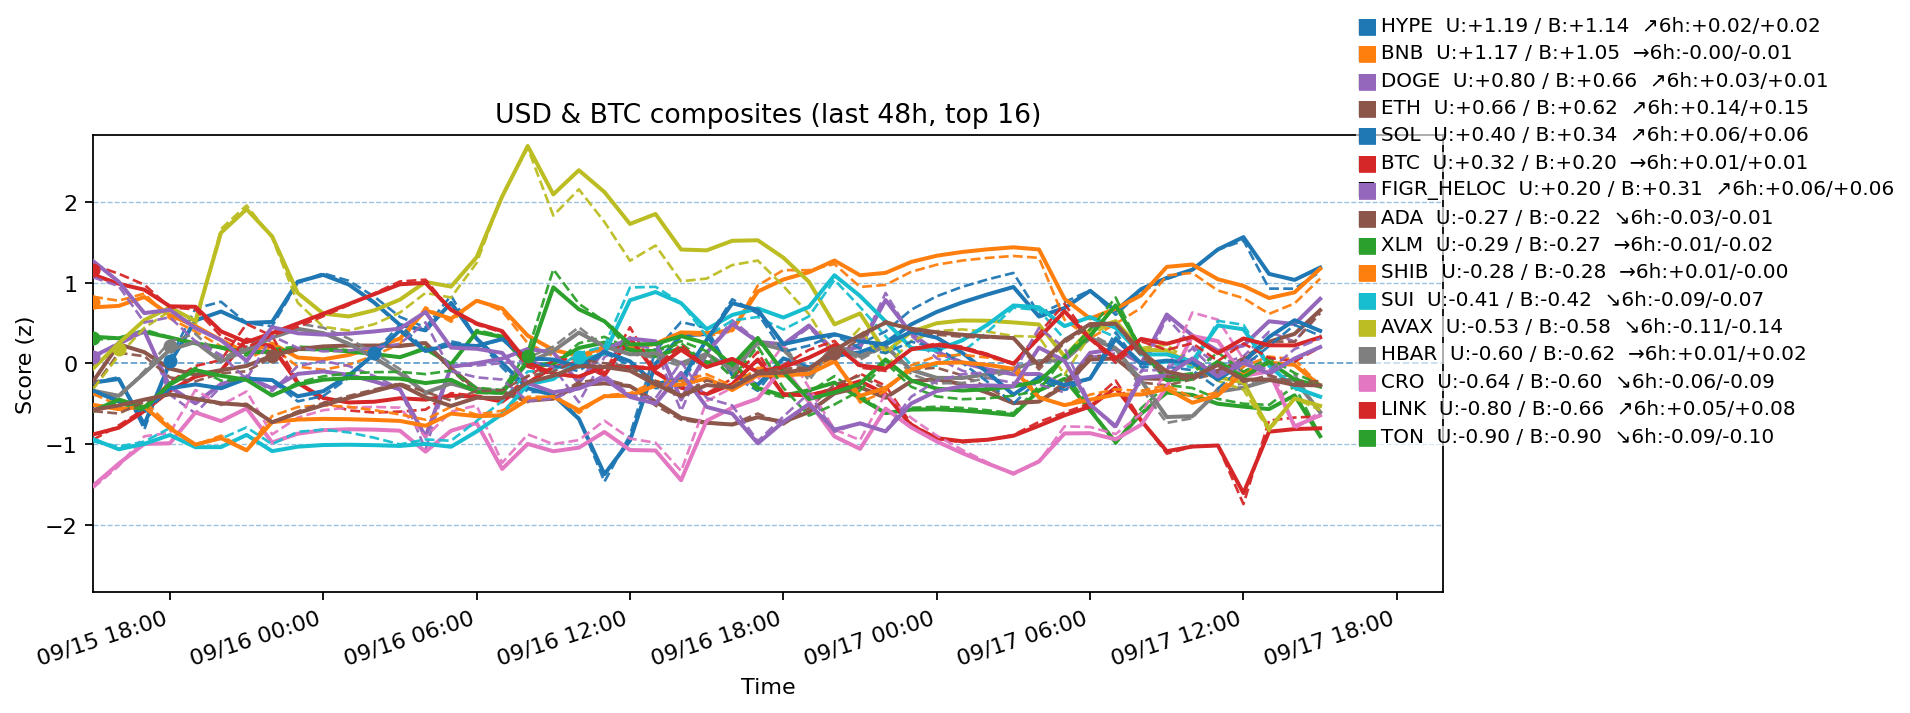 HYPE U:+1.19 / B:+1.14 ↗6h:+0.02/+0.02
BNB U:+1.17 / B:+1.05 →6h:-0.00/-0.01
DOGE U:+0.80 / B:+0.66 ↗6h:+0.03/+0.01
ETH U:+0.66 / B:+0.62 ↗6h:+0.14/+0.15
SOL U:+0.40 / B:+0.34 ↗6h:+0.06/+0.06
BTC U:+0.32 / B:+0.20 →6h:+0.01/+0.01
FIGR_HELOC U:+0.20 / B:+0.31 ↗6h:+0.06/+0.06
ADA U:-0.27 / B:-0.22 ↘6h:-0.03/-0.01
XLM U:-0.29 / B:-0.27 →6h:-0.01/-0.02
SHIB U:-0.28 / B:-0.28 →6h:+0.01/-0.00
SUI U:-0.41 / B:-0.42 ↘6h:-0.09/-0.07
AVAX U:-0.53 / B:-0.58 ↘6h:-0.11/-0.14
HBAR U:-0.60 / B:-0.62 →6h:+0.01/+0.02
CRO U:-0.64 / B:-0.60 ↘6h:-0.06/-0.09
LINK U:-0.80 / B:-0.66 ↗6h:+0.05/+0.08
TON U:-0.90 / B:-0.90 ↘6h:-0.09/-0.10
USD & BTC composites (last 48h, top 16)
Score (z)
2
1
0
−1
−2
09/15 18:00
09/16 00:00
09/16 06:00
09/16 12:00
09/16 18:00
09/17 00:00
09/17 06:00
09/17 12:00
09/17 18:00
Time